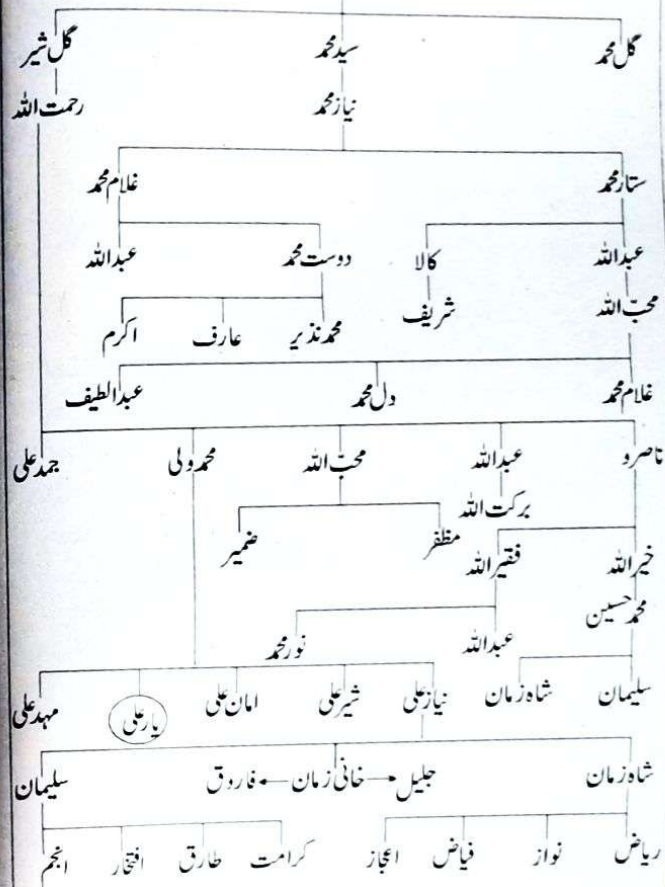 گل محمد سید محمد گل شیر
نیاز محمد رحمت اللہ
ستار محمد غلام محمد
عبداللہ کالا دوست محمد عبداللہ
محبّ اللہ شریف محمد نذیر عارف اکرم
غلام محمد دل محمد عبدالطیف
ناصرو عبداللہ محبّ اللہ محمد ولی جمد علی
برکت اللہ
مظفر ضمیر
خیر اللہ فقیر اللہ
محمد حسین
عبداللہ نور محمد
سلیمان شاہ زمان نیاز علی شیر علی امان علی یار علی مہد علی
شاہ زمان جلیل خانی زمان فاروق سلیمان
ریاض نواز فیاض اعجاز کرامت طارق افتخار انجم